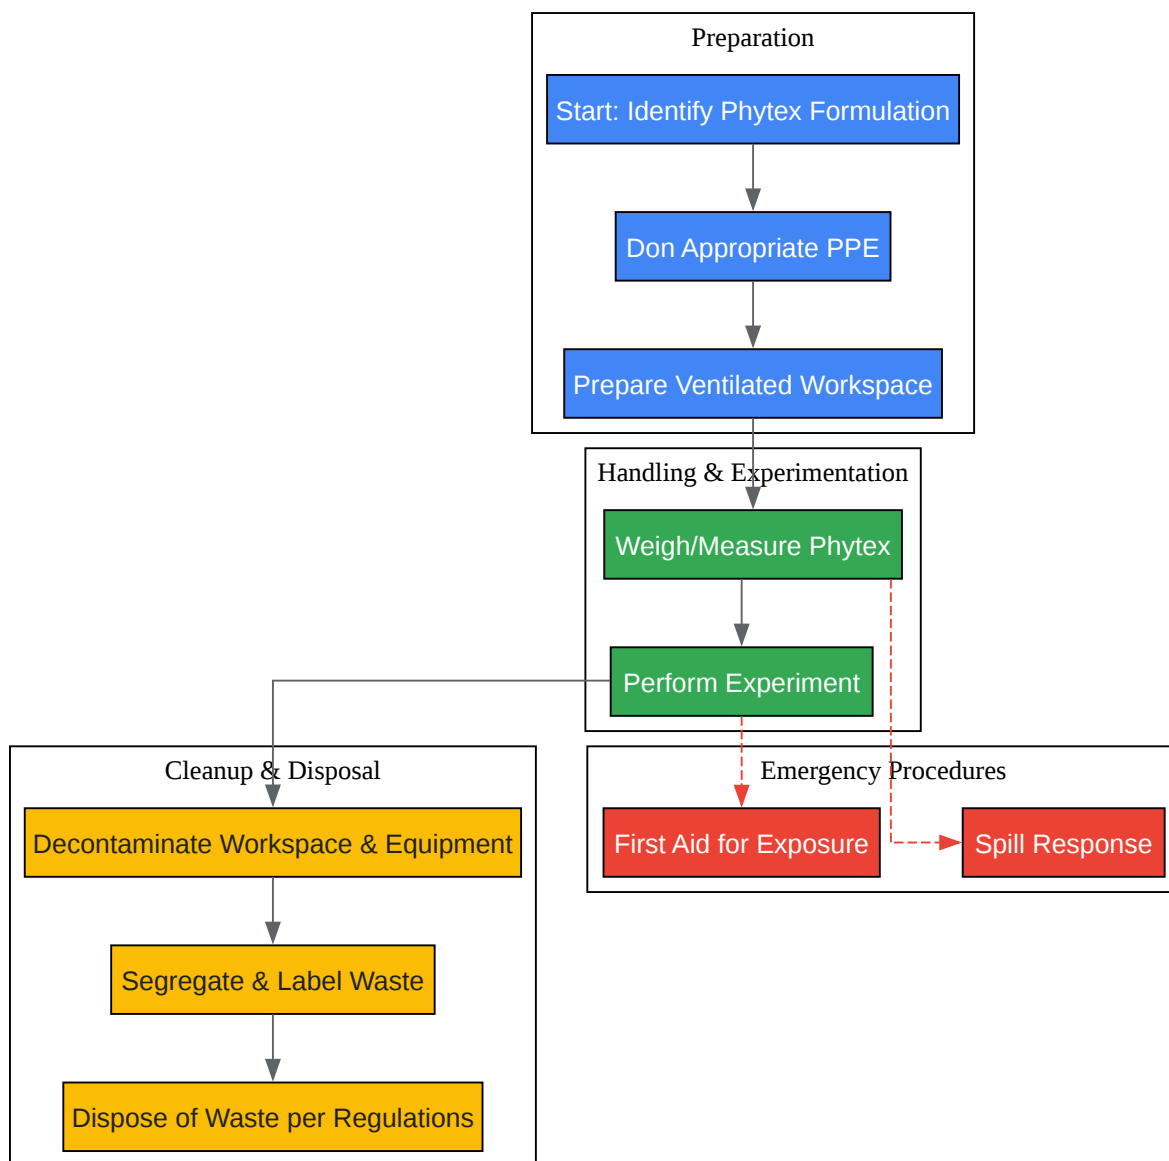 Preparation
Start: Identify Phytex Formulation
Don Appropriate PPE
Prepare Ventilated Workspace
Handling & Experimentation
Weigh/Measure Phytex
Perform Experiment
Cleanup & Disposal
Decontaminate Workspace & Equipment
Segregate & Label Waste
Dispose of Waste per Regulations
Emergency Procedures
First Aid for Exposure
Spill Response